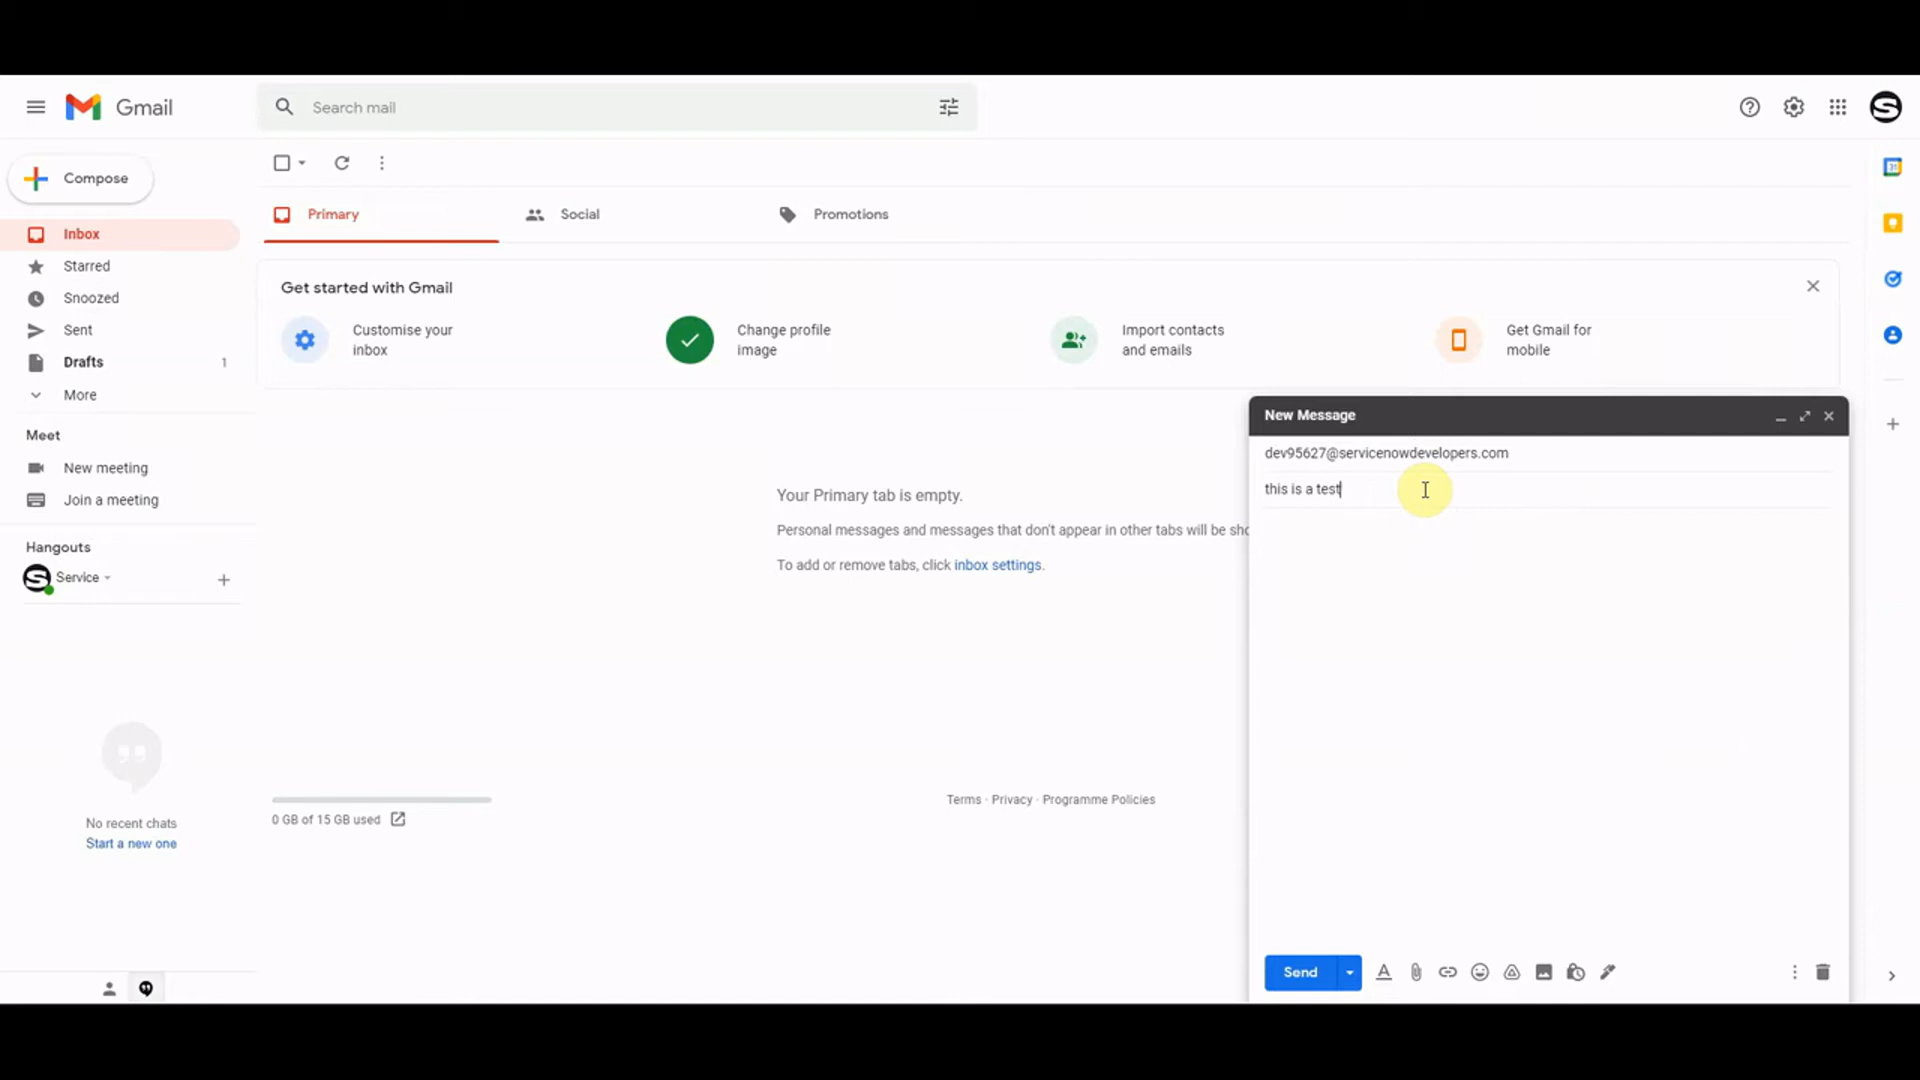 Gmail
Search mail
Compose
Primary
Social
Promotions
Inbox
Starred
Snoozed
Sent
Drafts 1
More
Get started with Gmail
Customise your
inbox
Change profile
image
Import contacts
and emails
Get Gmail for
mobile
Meet
New meeting
Join a meeting
Hangouts
Service
No recent chats
Start a new one
Your Primary tab is empty.
Personal messages and messages that don't appear in other tabs will be
To add or remove tabs, click inbox settings.
0 GB of 15 GB used
Terms · Privacy · Programme Policies
New Message
dev95627@servicenowdevelopers.com
this is a test
Send
31